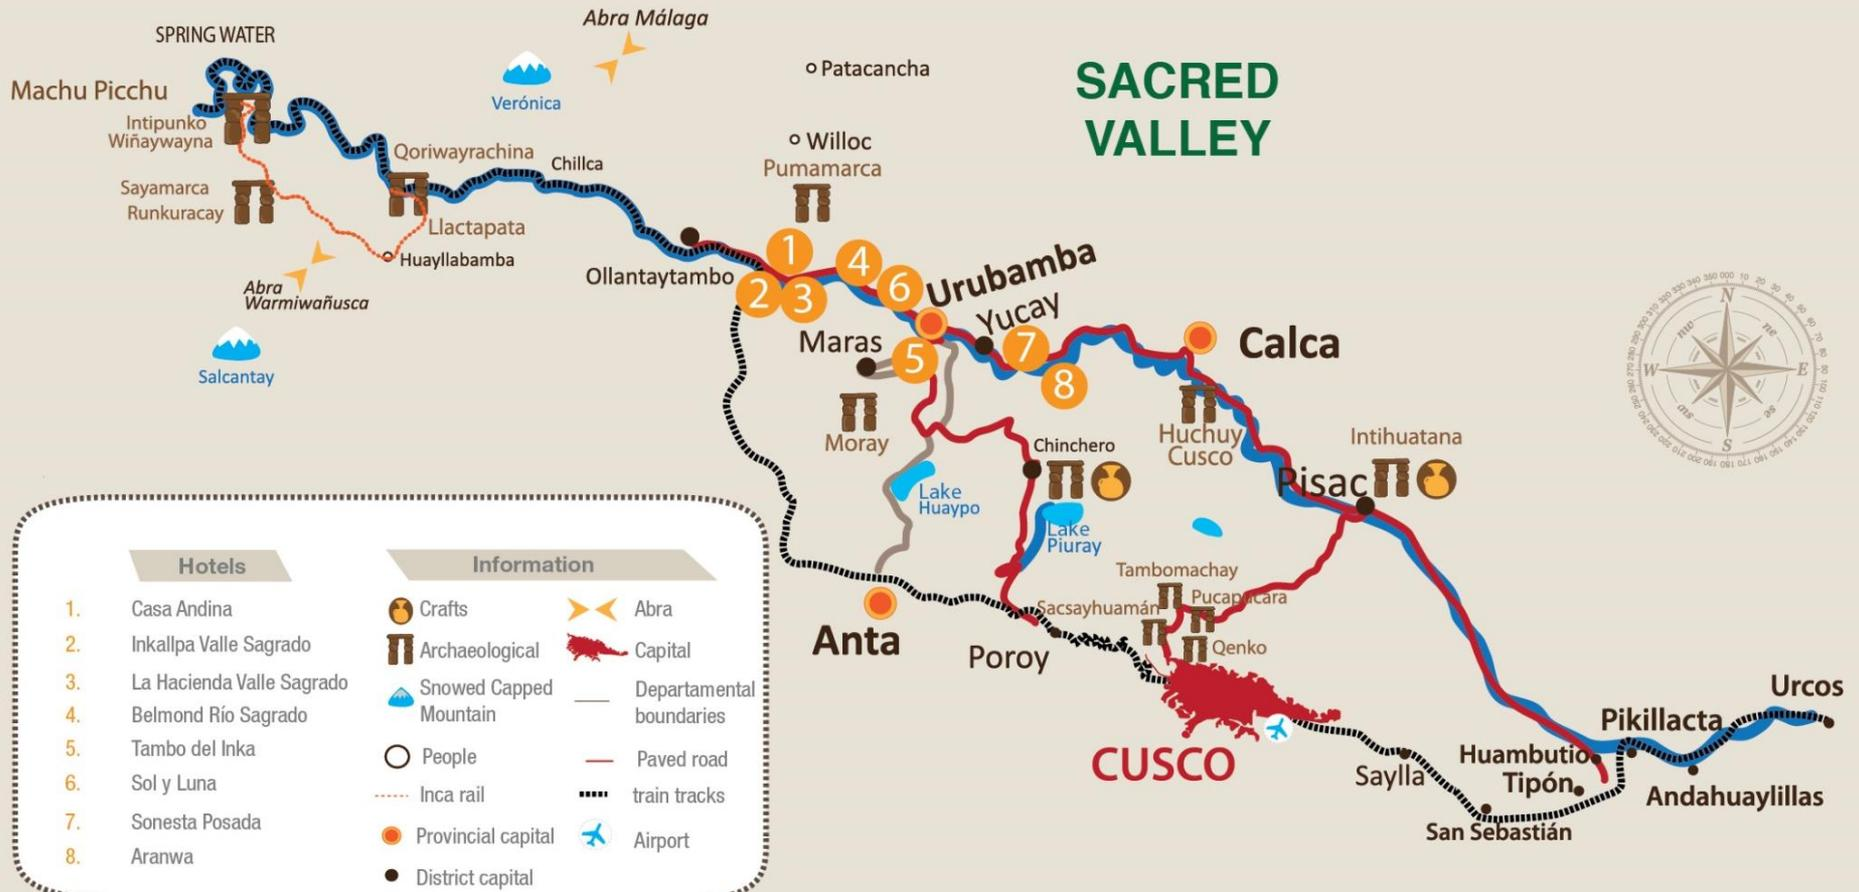 SPRING WATER
Abra Málaga
Patacancha
SACRED
VALLEY
Machu Picchu
Verónica
Intipunko
Wiñaywayna
Willoc
Pumamarca
Qoriwayrachina
Chillca
Sayamarca
Runkuracay
Llactapata
Huayllabamba
Abra
Warmiwañusca
Ollantaytambo
1
2
3
4
6
Urubamba
Yucay
Maras
5
7
8
Calca
Salcantay
Moray
Chinchero
Huchuy
Cusco
Intihuatana
Pisac
Lake
Huaypo
Lake
Piuray
Tambomachay
Pucapucara
Sacsayhuamán
Qenko
Anta
Poroy
CUSCO
Saylla
San Sebastián
Huambutio
Tipón
Pikillacta
Andahuaylillas
Urcos
N
ne
E
se
S
sw
W
nw
Hotels
1. Casa Andina
2. Inkallpa Valle Sagrado
3. La Hacienda Valle Sagrado
4. Belmond Río Sagrado
5. Tambo del Inka
6. Sol y Luna
7. Sonesta Posada
8. Aranwa
Information
Crafts
Archaeological
Snowed Capped
Mountain
People
Inca rail
Provincial capital
District capital
Abra
Capital
Departamental
boundaries
Paved road
train tracks
Airport